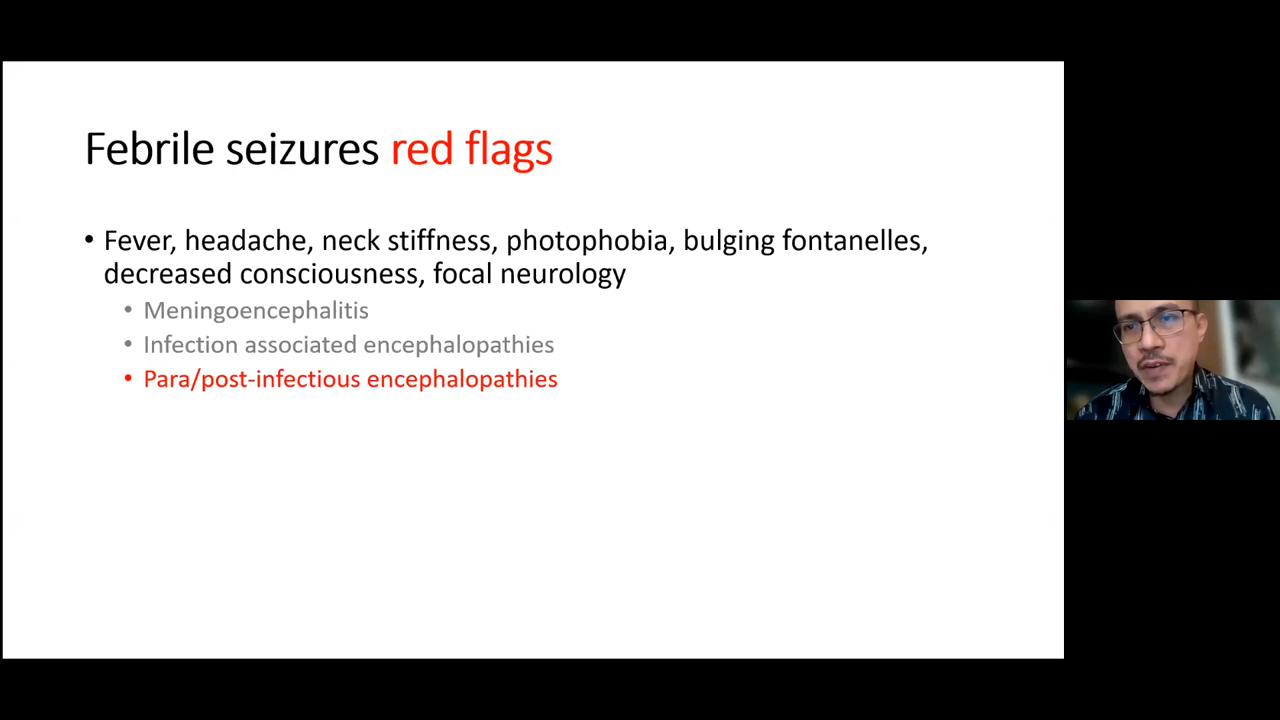 Febrile seizures red flags
• Fever, headache, neck stiffness, photophobia, bulging fontanelles,
decreased consciousness, focal neurology
• Meningoencephalitis
• Infection associated encephalopathies
• Para/post-infectious encephalopathies